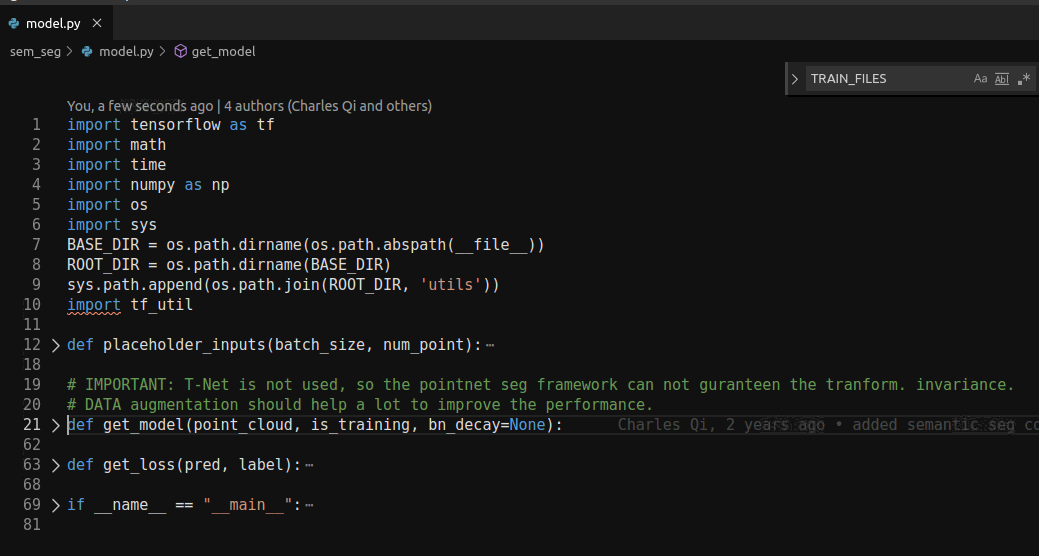 model.py
sem_seg > model.py > get_model
TRAIN_FILES Aa Abl .*
You, a few seconds ago | 4 authors (Charles Qi and others)
1 import tensorflow as tf
2 import math
3 import time
4 import numpy as np
5 import os
6 import sys
7 BASE_DIR = os.path.dirname(os.path.abspath(__file__))
8 ROOT_DIR = os.path.dirname(BASE_DIR)
9 sys.path.append(os.path.join(ROOT_DIR, 'utils'))
10 import tf_util
11
12 def placeholder_inputs(batch_size, num_point):⋯
18
19 # IMPORTANT: T-Net is not used, so the pointnet seg framework can not guranteen the tranform. invariance.
20 # DATA augmentation should help a lot to improve the performance.
21 def get_model(point_cloud, is_training, bn_decay=None): Charles Qi, 2 years ago • added semantic seg co
62
63 def get_loss(pred, label):⋯
68
69 if __name__ == "__main__":⋯
81